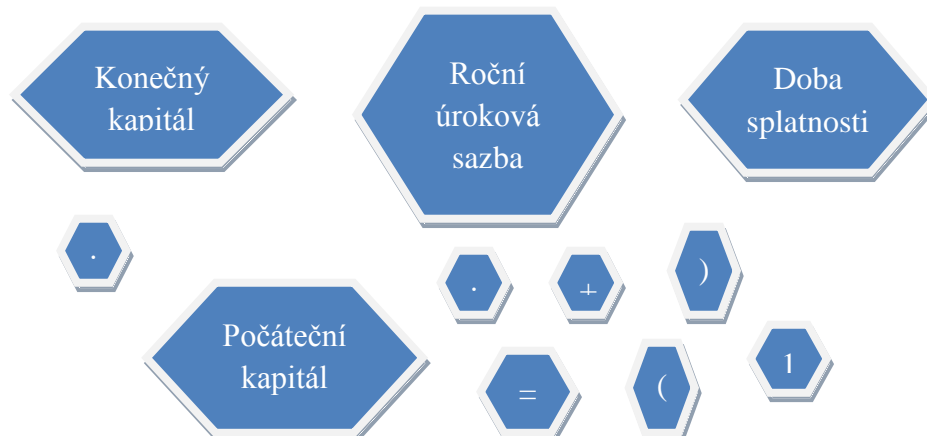 Konečný
kapitál
Roční
úroková
sazba
Doba
splatnosti
.
.
+
)
Počáteční
kapitál
=
(
1